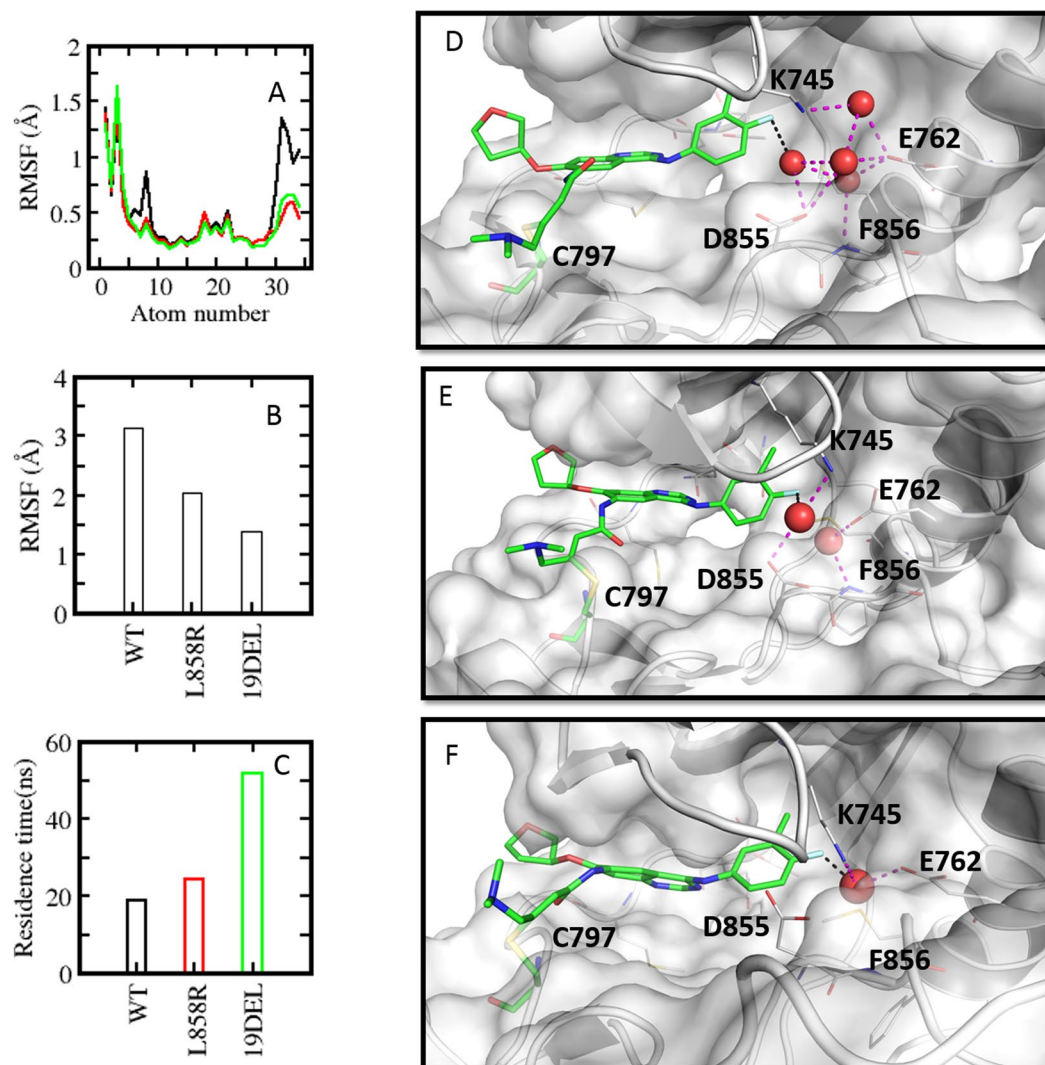 A
RMSF (Å)
2
1.5
1
0.5
0
0 10 20 30
Atom number
B
RMSF (Å)
4
3
2
1
0
WT
L858R
19DEL
C
Residence time(ns)
60
40
20
0
WT
L858R
19DEL
D
K745
E762
D855
F856
C797
E
K745
E762
D855
F856
C797
F
K745
E762
D855
C797
F856